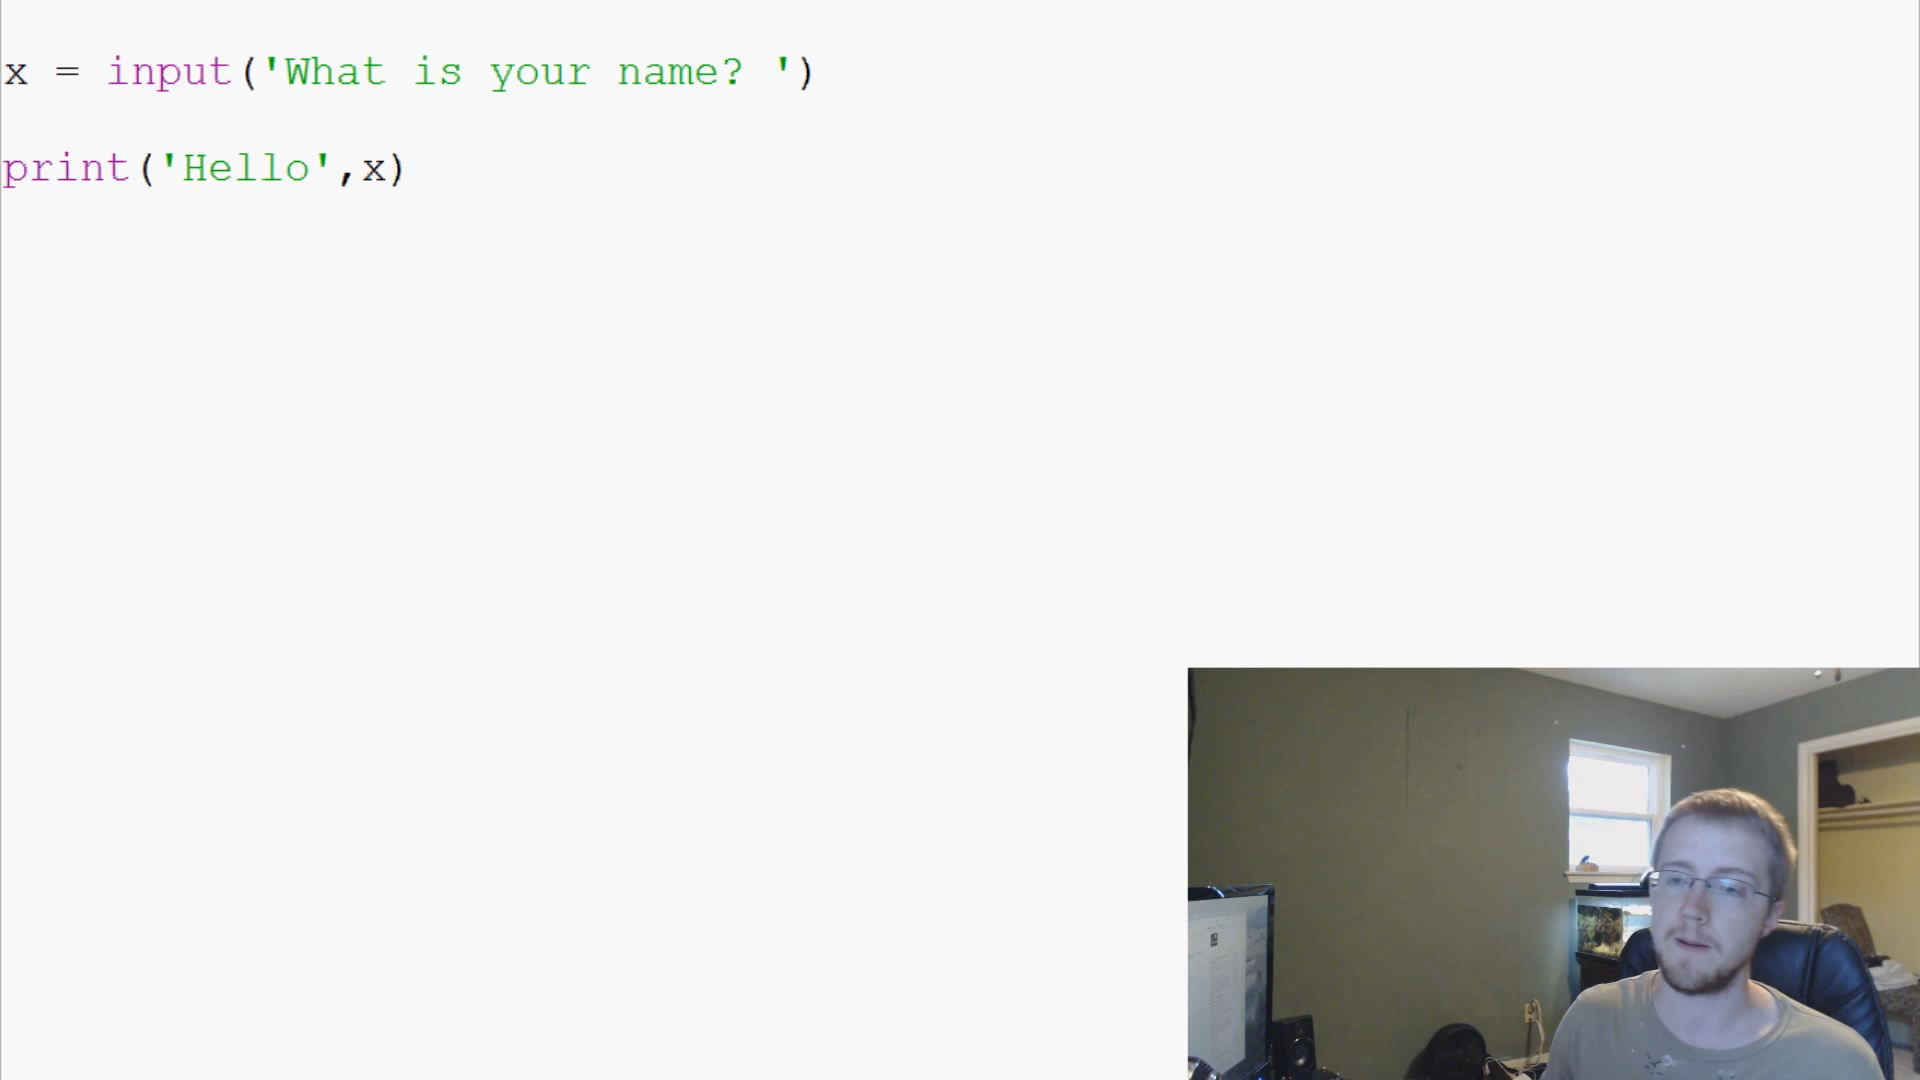 x = input('What is your name? ')
print('Hello',x)